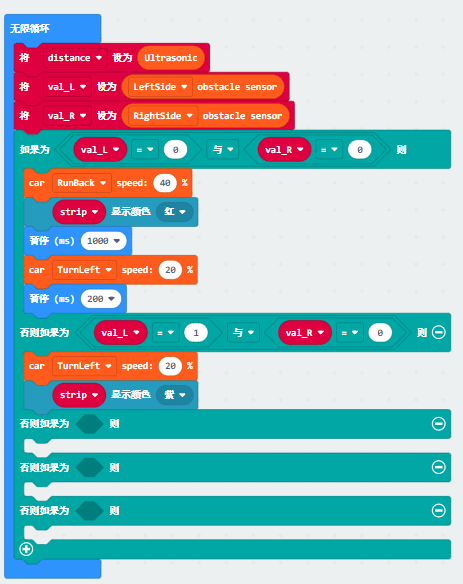 无限循环
将 distance 设为 Ultrasonic
将 val_L 设为 LeftSide obstacle sensor
将 val_R 设为 RightSide obstacle sensor
如果为 val_L = 0 与 val_R = 0 则
car RunBack speed: 40 %
strip 显示颜色 红
暂停 (ms) 1000
car TurnLeft speed: 20 %
暂停 (ms) 200
否则如果为 val_L = 1 与 val_R = 0 则
car TurnLeft speed: 20 %
strip 显示颜色 紫
否则如果为 则
否则如果为 则
否则如果为 则